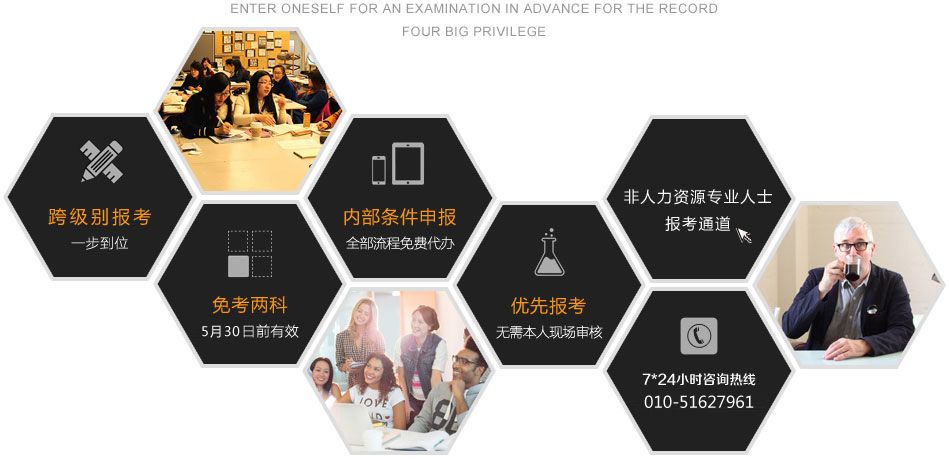 ENTER ONESELF FOR AN EXAMINATION IN ADVANCE FOR THE RECORD
FOUR BIG PRIVILEGE
跨级别报考
一步到位
免考两科
5月30日前有效
内部条件申报
全部流程免费代办
优先报考
无需本人现场审核
非人力资源专业人士
报考通道
7*24小时咨询热线
010-51627961